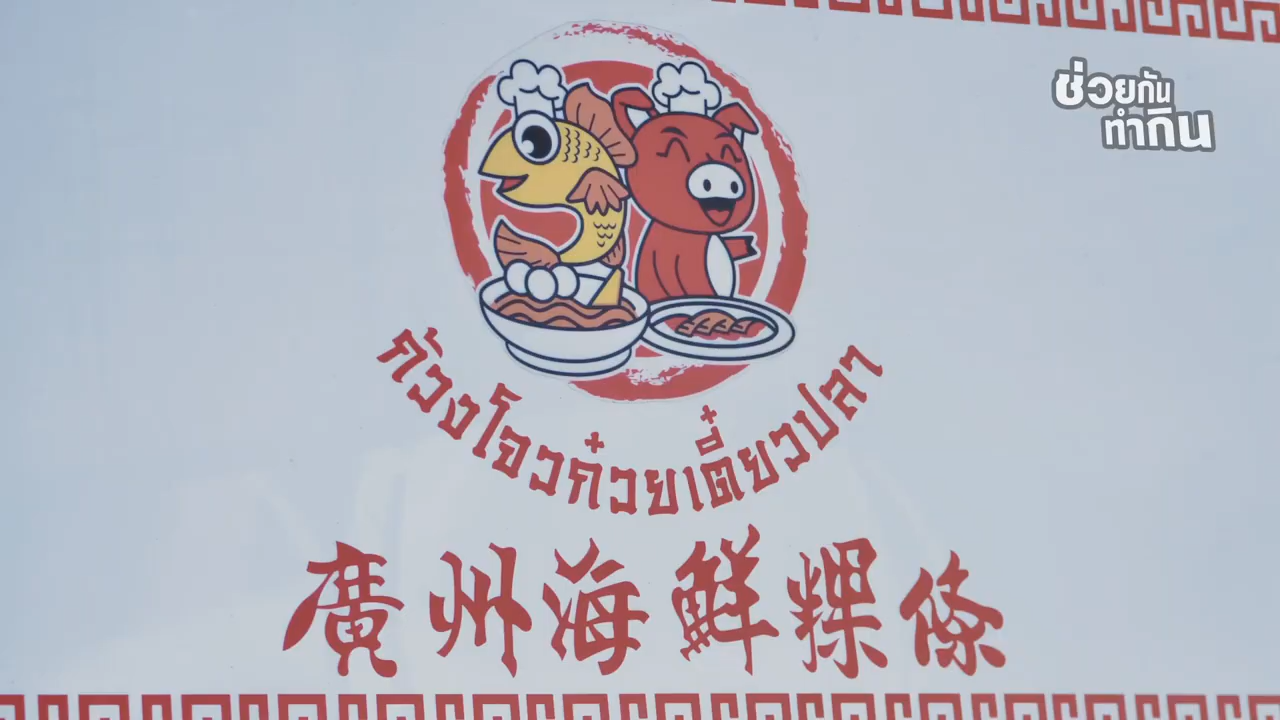 ช่วยกัน
ทำกิน
ก้วงโจวก๋วยเตี๋ยวปลา
廣州海鮮粿條